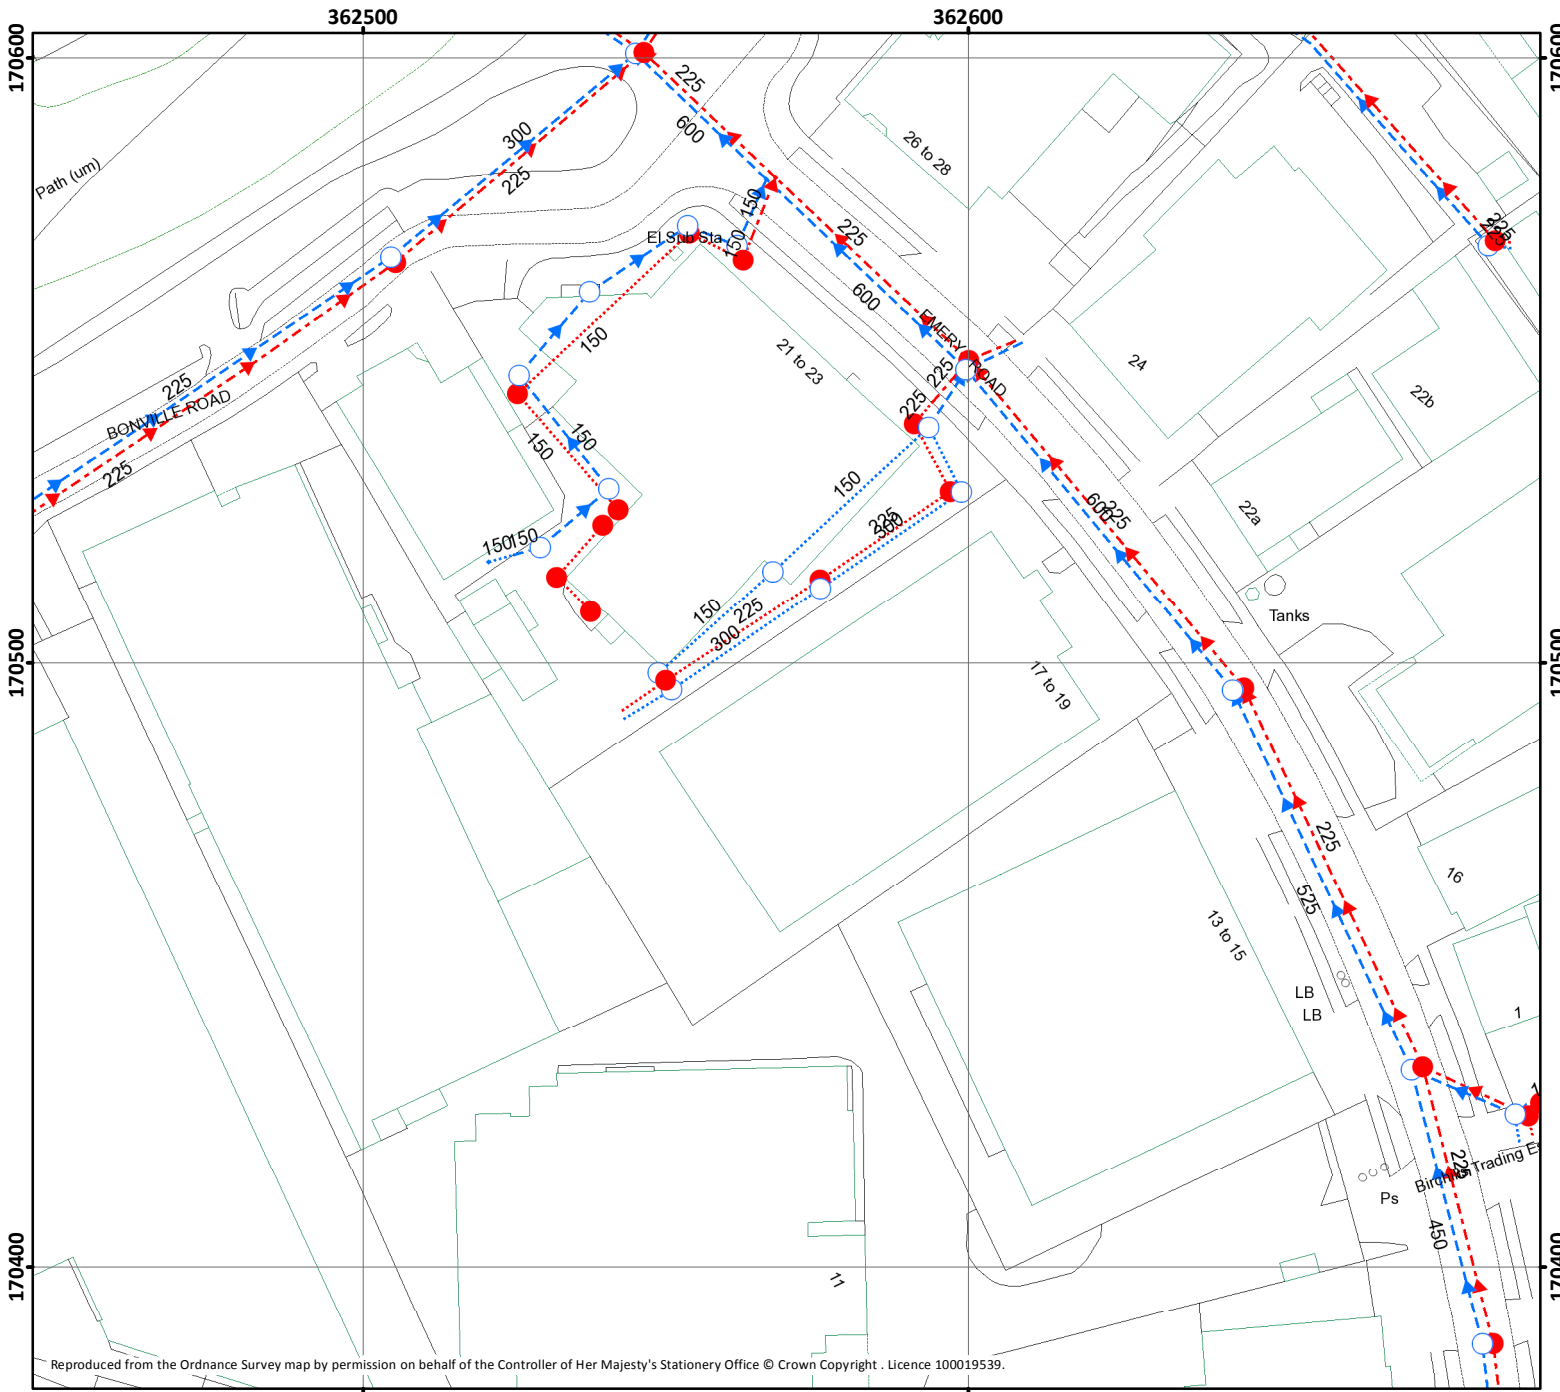 362500
362600
170600
170600
225
600
300
225
26 to 28
Path (um)
150
El Sub Sta
150
225
225
225
600
EMERY ROAD
150
21 to 23
24
225
225
BONVILLE ROAD
225
22b
150
150
150
150
150
225
300
600
225
22a
150
225
300
Tanks
170500
170500
17 to 19
225
525
16
13 to 15
LB
LB
1
225
Trading
Ps
450
170400
170400
11
Reproduced from the Ordnance Survey map by permission on behalf of the Controller of Her Majesty's Stationery Office © Crown Copyright . Licence 100019539.